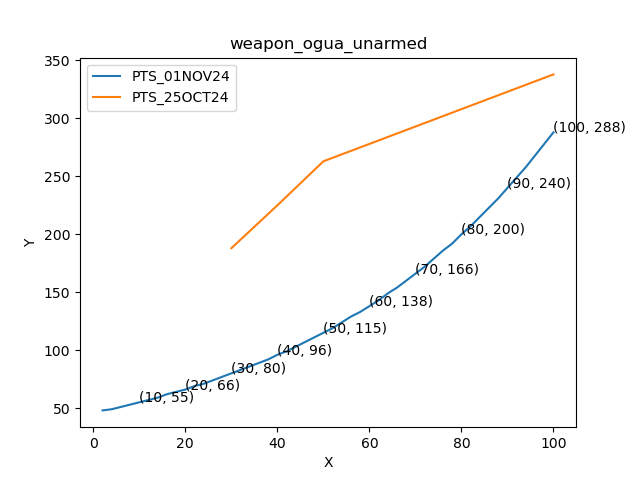 weapon_ogua_unarmed
PTS_01NOV24
PTS_25OCT24
350
300
250
200
150
100
50
Y
(100, 288)
(90, 240)
(80, 200)
(70, 166)
(60, 138)
(50, 115)
(40, 96)
(30, 80)
(20, 66)
(10, 55)
0 20 40 60 80 100
X